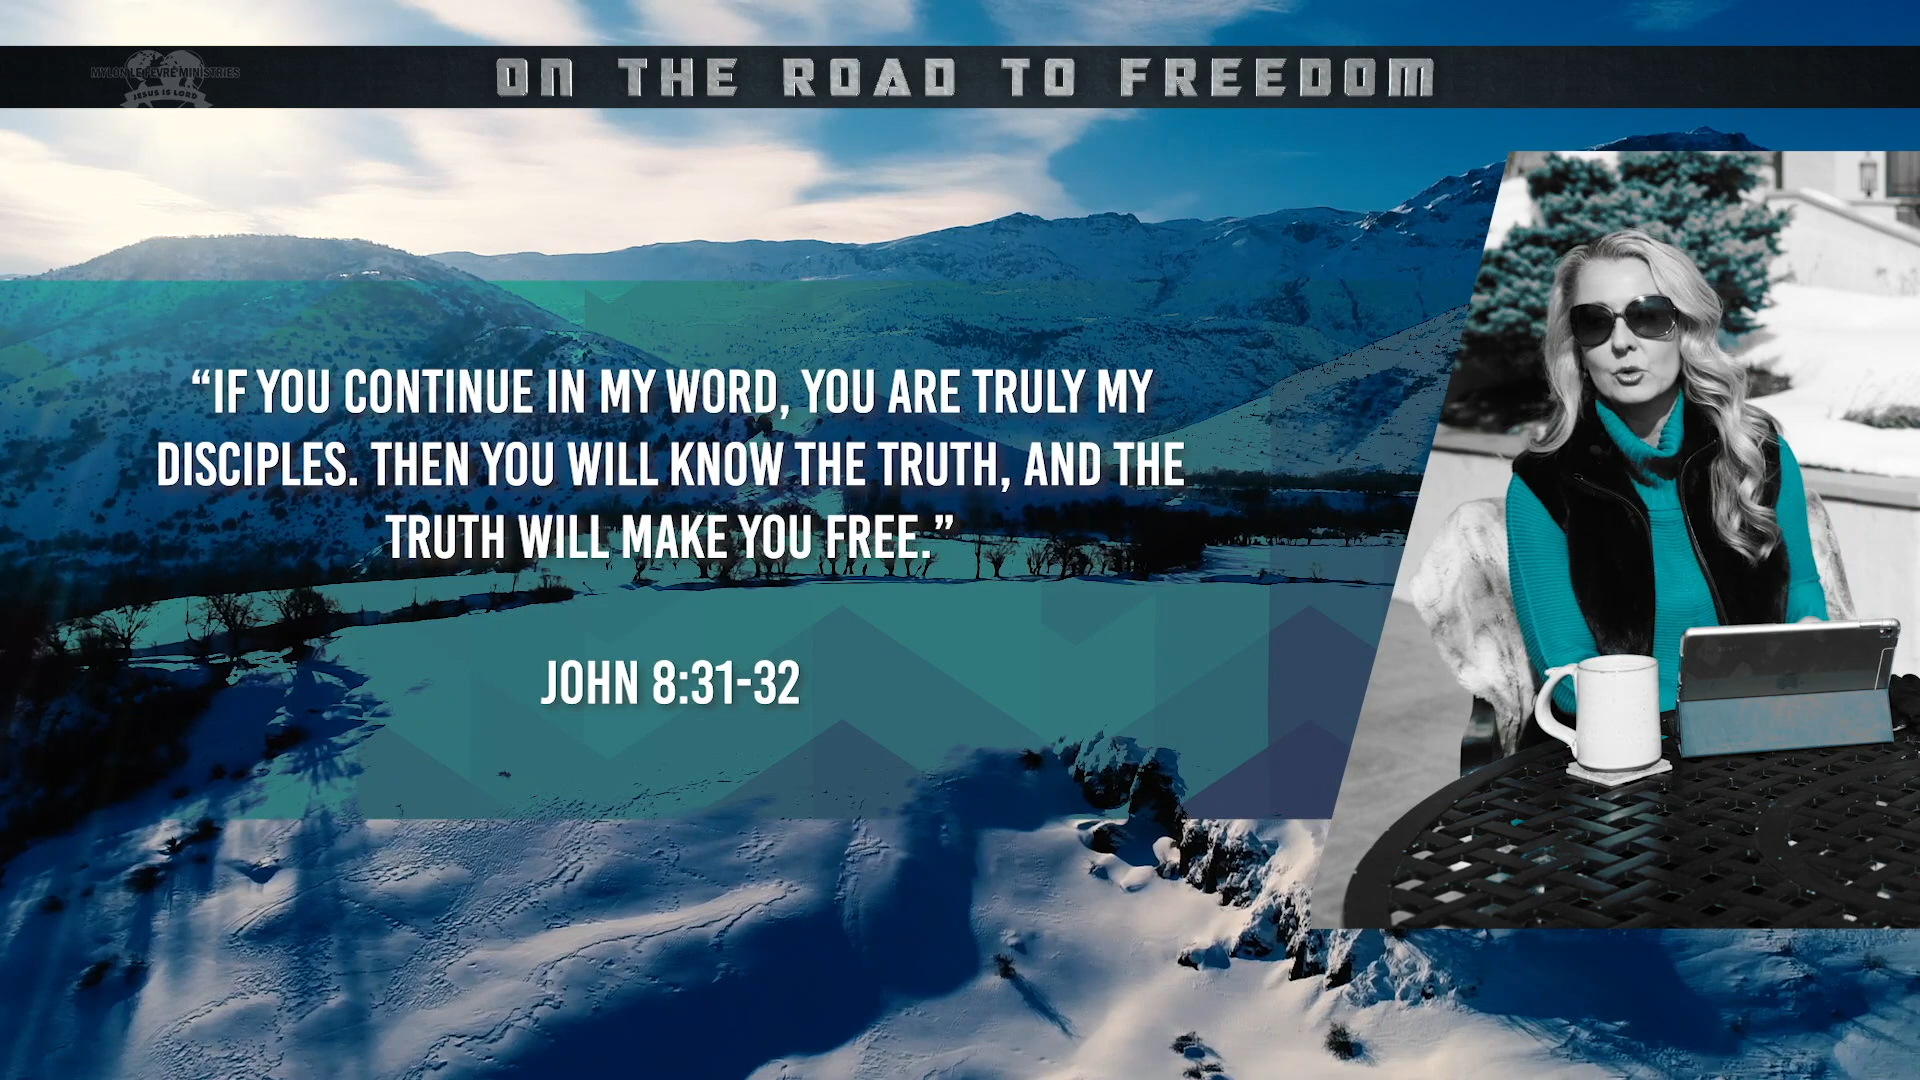 MYLON LE FEVRE MINISTRIES
JESUS IS LORD
ON THE ROAD TO FREEDOM
“IF YOU CONTINUE IN MY WORD, YOU ARE TRULY MY
DISCIPLES. THEN YOU WILL KNOW THE TRUTH, AND THE
TRUTH WILL MAKE YOU FREE.”
JOHN 8:31-32